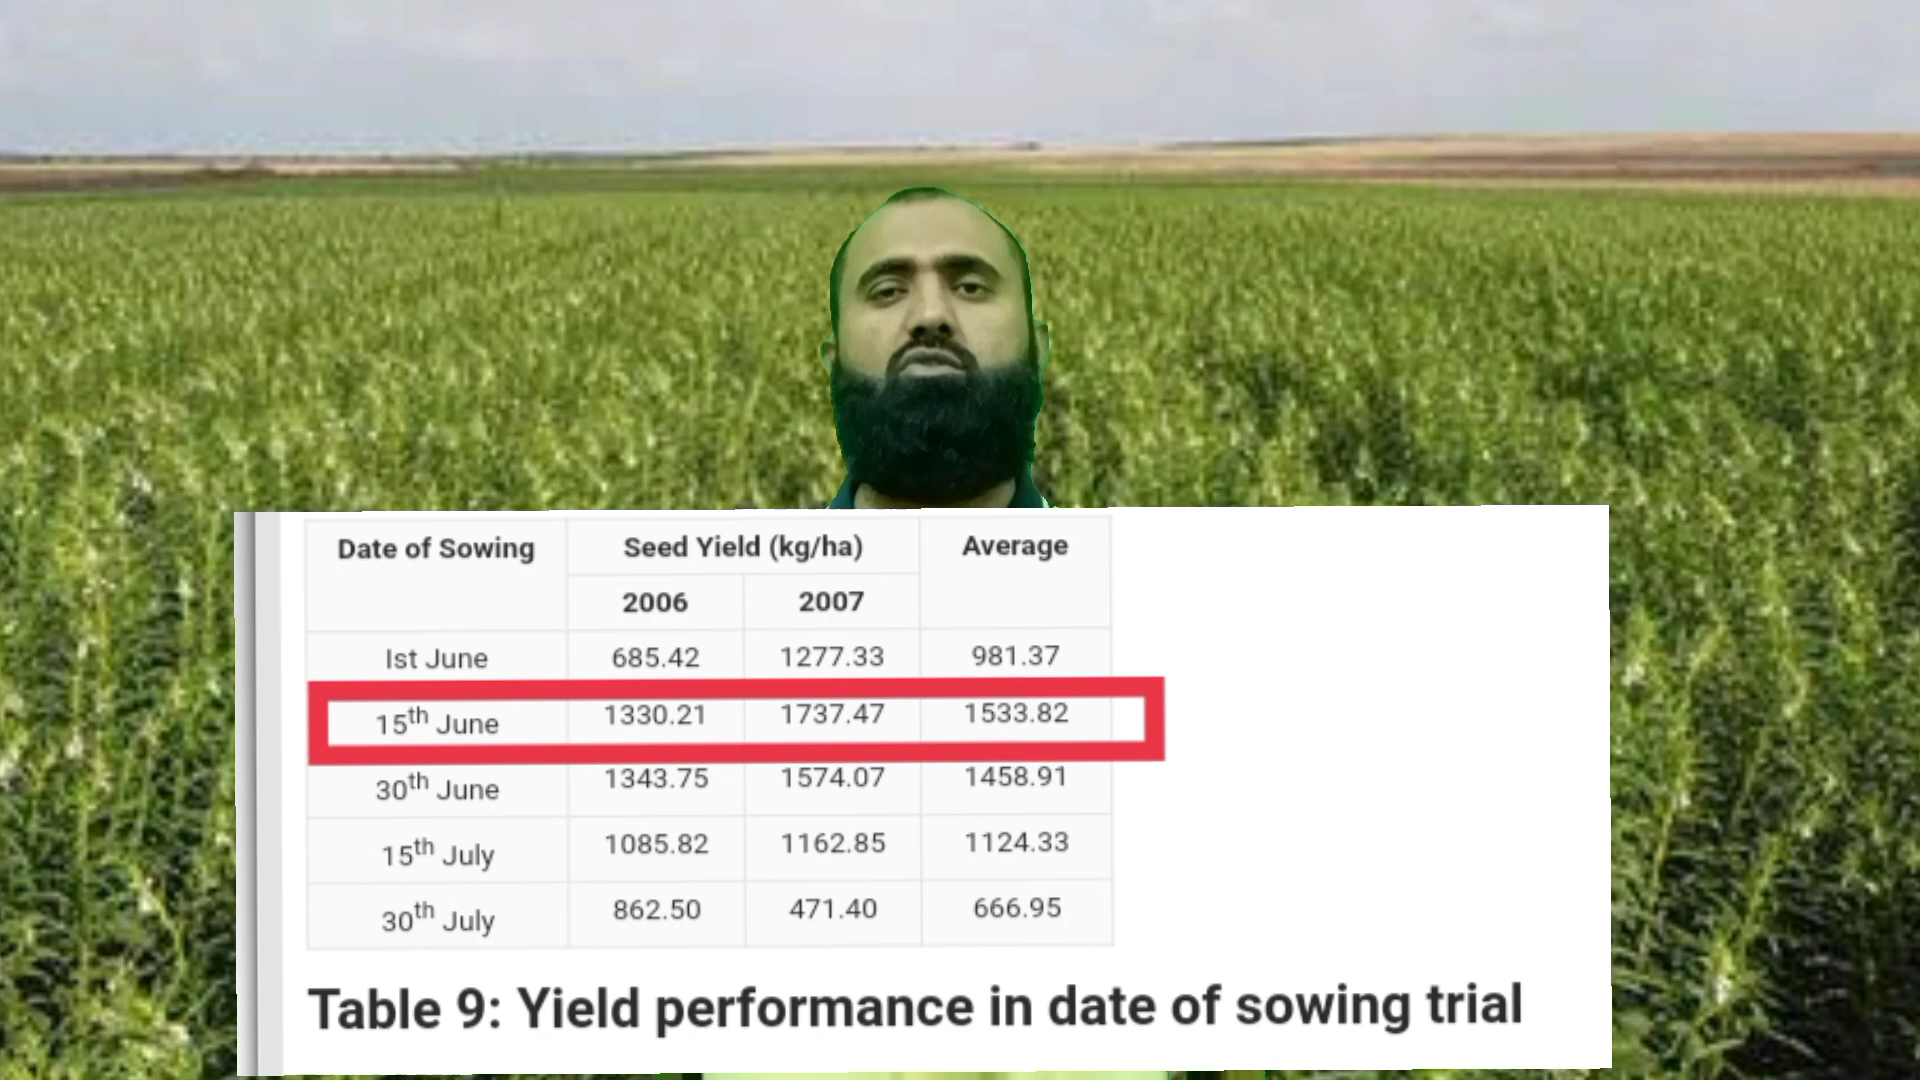 Date of Sowing Seed Yield (kg/ha) Average
2006 2007
Ist June 685.42 1277.33 981.37
15th June 1330.21 1737.47 1533.82
30th June 1343.75 1574.07 1458.91
15th July 1085.82 1162.85 1124.33
30th July 862.50 471.40 666.95
Table 9: Yield performance in date of sowing trial